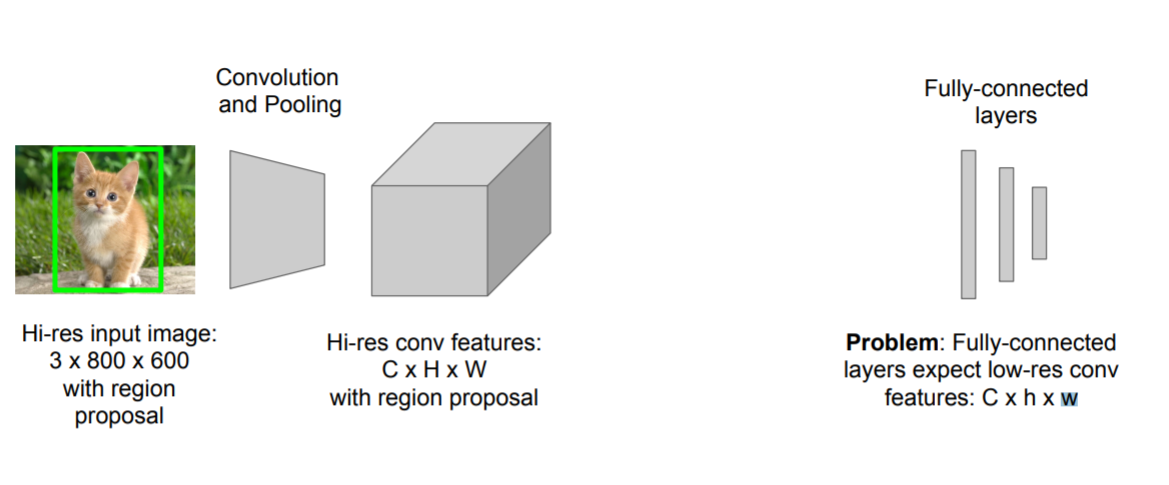 Convolution
and Pooling
Fully-connected
layers
Hi-res input image:
3 x 800 x 600
with region
proposal
Hi-res conv features:
C x H x W
with region proposal
Problem: Fully-connected
layers expect low-res conv
features: C x h x w